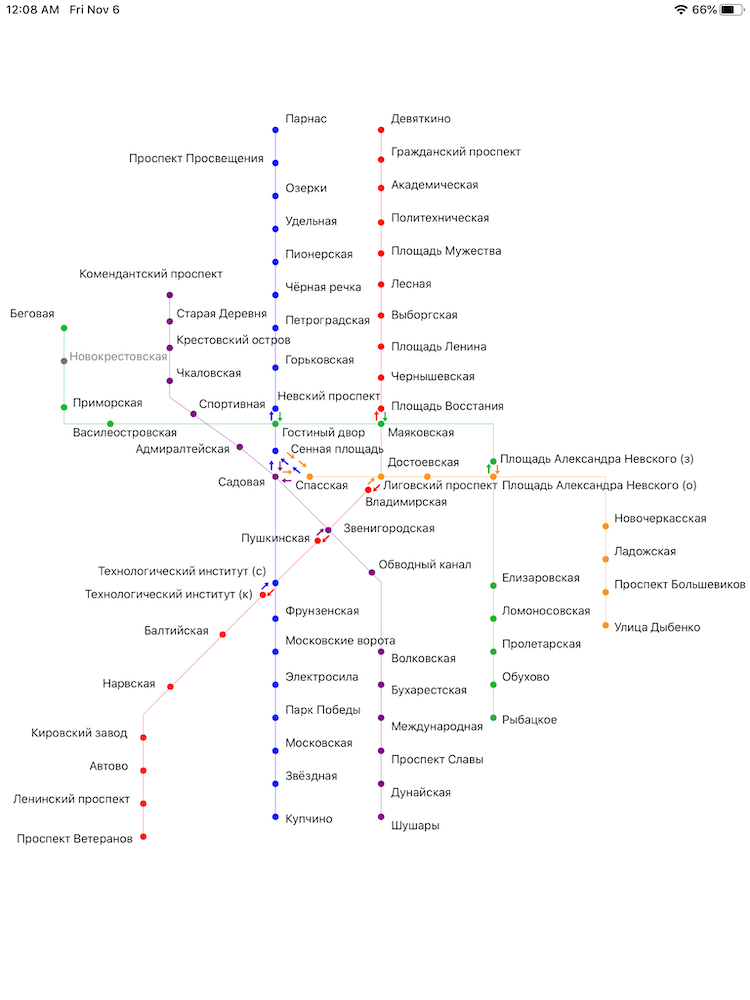 12:08 AM Fri Nov 6
66%
Парнас
Девяткино
Проспект Просвещения
Гражданский проспект
Озерки
Академическая
Удельная
Политехническая
Пионерская
Площадь Мужества
Комендантский проспект
Чёрная речка
Лесная
Беговая
Старая Деревня
Петроградская
Выборгская
Крестовский остров
Новокрестовская
Горьковская
Площадь Ленина
Чкаловская
Чернышевская
Невский проспект
Приморская
Спортивная
Площадь Восстания
Василеостровская
Гостиный двор
Маяковская
Адмиралтейская
Сенная площадь
Достоевская
Площадь Александра Невского (з)
Садовая
Спасская
Лиговский проспект
Площадь Александра Невского (о)
Владимирская
Новочеркасская
Пушкинская
Звенигородская
Ладожская
Обводный канал
Технологический институт (с)
Елизаровская
Проспект Большевиков
Технологический институт (к)
Фрунзенская
Ломоносовская
Балтийская
Улица Дыбенко
Московские ворота
Пролетарская
Волковская
Нарвская
Электросила
Обухово
Бухарестская
Парк Победы
Рыбацкое
Международная
Кировский завод
Московская
Проспект Славы
Автово
Звёздная
Дунайская
Ленинский проспект
Купчино
Шушары
Проспект Ветеранов